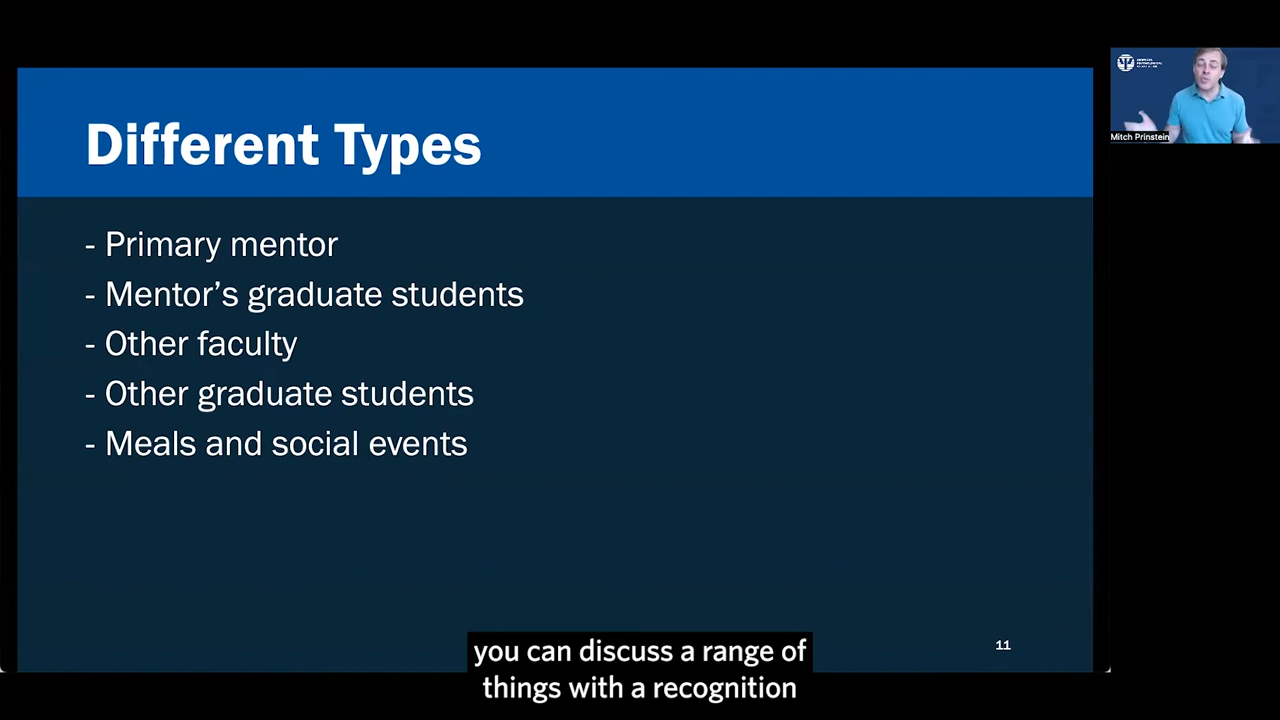 Different Types
- Primary mentor
- Mentor's graduate students
- Other faculty
- Other graduate students
- Meals and social events
11
you can discuss a range of
things with a recognition
Mitch Prinstein